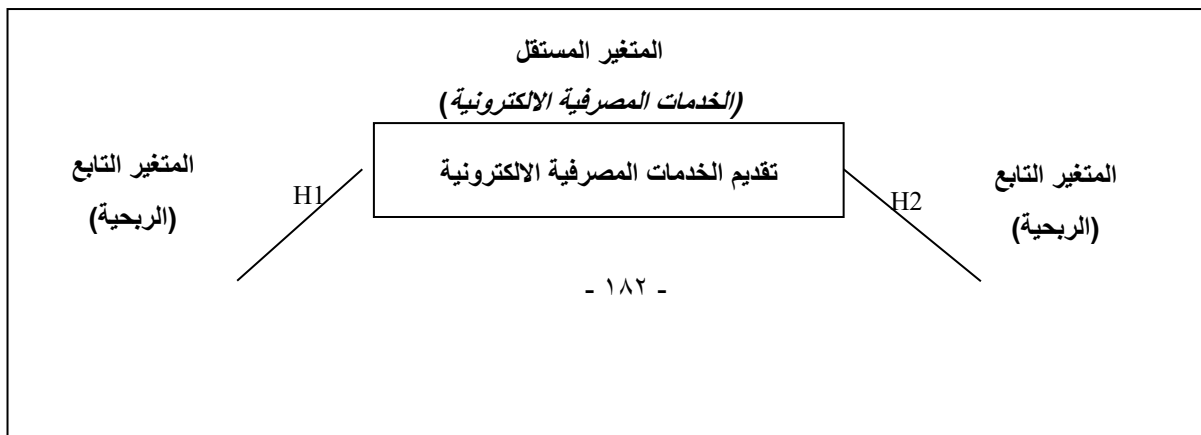 المتغير المستقل
(الخدمات المصرفية الالكترونية)
تقديم الخدمات المصرفية الالكترونية
المتغير التابع
(الربحية)
H2
المتغير التابع
(الربحية)
H1
- ١٨٢ -